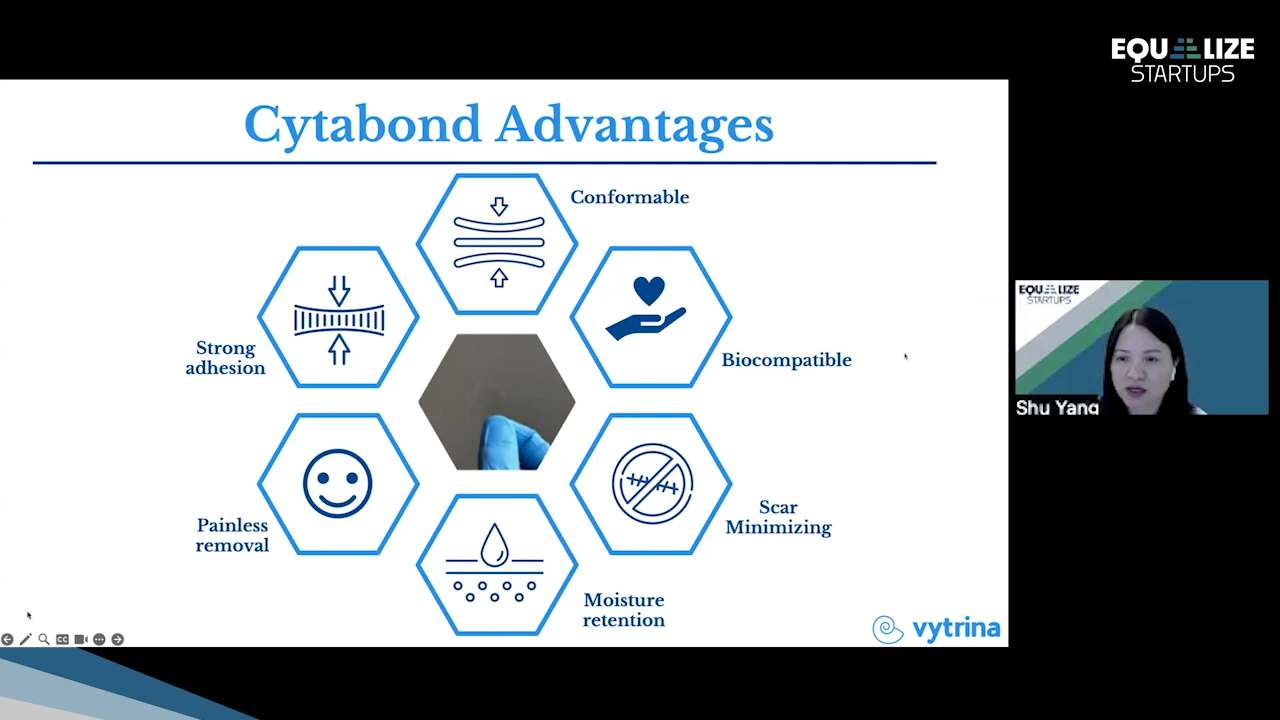 EQUALIZE
STARTUPS
Cytabond Advantages
Conformable
Strong
adhesion
Biocompatible
Painless
removal
Scar
Minimizing
Moisture
retention
vytrina
CC
EQUALIZE
STARTUPS
Shu Yang